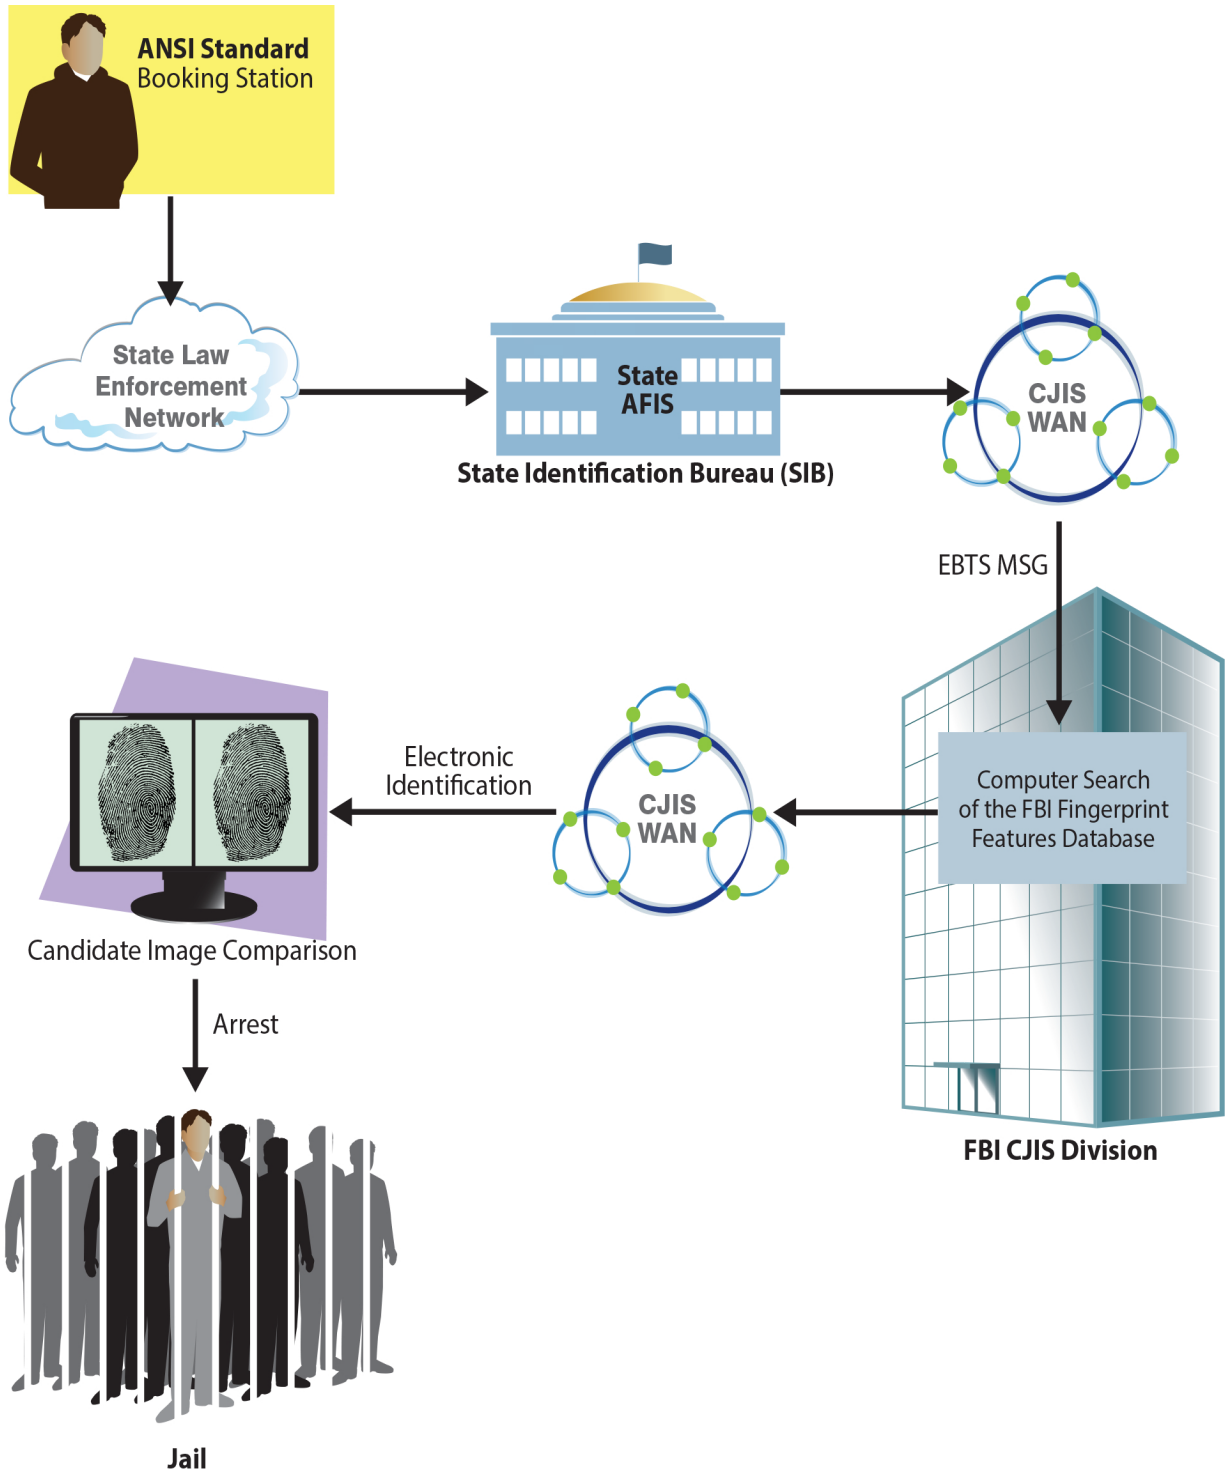 ANSI Standard
Booking Station
State Law
Enforcement
Network
State
AFIS
State Identification Bureau (SIB)
CJIS
WAN
EBTS MSG
Computer Search
of the FBI Fingerprint
Features Database
FBI CJIS Division
CJIS
WAN
Electronic
Identification
Candidate Image Comparison
Arrest
Jail